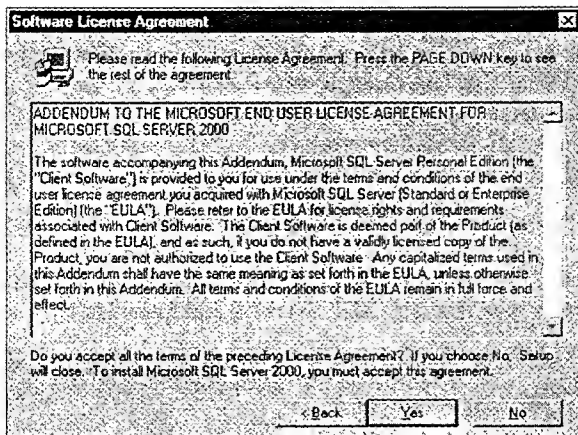 Software License Agreement
Please read the following License Agreement. Press the PAGE DOWN key to see
the rest of the agreement
ADDENDUM TO THE MICROSOFT END USER LICENSE AGREEMENT FOR
MICROSOFT SQL SERVER 2000
The software accompanying this Addendum, Microsoft SQL Server Personal Edition (the
"Client Software") is provided to you for use under the terms and conditions of the end
user license agreement you acquired with Microsoft SQL Server (Standard or Enterprise
Edition) (the "EULA"). Please refer to the EULA for license rights and requirements
associated with Client Software. The Client Software is deemed part of the Product (as
defined in the EULA), and as such, if you do not have a validly licensed copy of the
Product, you are not authorized to use the Client Software. Any capitalized terms used in
this Addendum shall have the same meaning as set forth in the EULA, unless otherwise
set forth in this Addendum. All terms and conditions of the EULA remain in full force and
effect.
Do you accept all the terms of the preceding License Agreement? If you choose No, Setup
will close. To install Microsoft SQL Server 2000, you must accept this agreement.
< Back
Yes
No